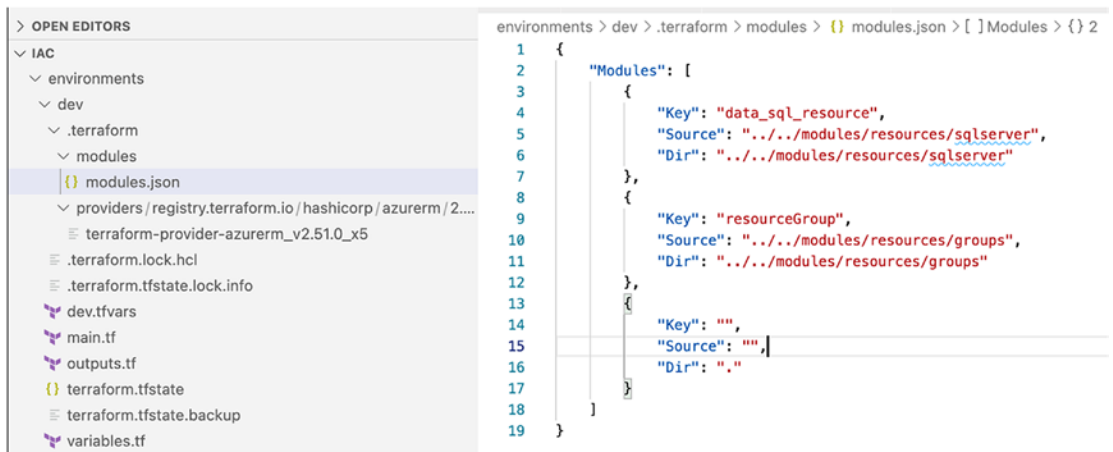 OPEN EDITORS
IAC
environments
dev
.terraform
modules
{} modules.json
providers/registry.terraform.io/hashicorp/azurerm/2....
terraform-provider-azurerm_v2.51.0_x5
.terraform.lock.hcl
.terraform.tfstate.lock.info
dev.tfvars
main.tf
outputs.tf
{} terraform.tfstate
terraform.tfstate.backup
variables.tf
environments > dev > .terraform > modules > {} modules.json > [ ] Modules > {} 2
1 {
2 "Modules": [
3 {
4 "Key": "data_sql_resource",
5 "Source": "../../modules/resources/sqlserver",
6 "Dir": "../../modules/resources/sqlserver"
7 },
8 {
9 "Key": "resourceGroup",
10 "Source": "../../modules/resources/groups",
11 "Dir": "../../modules/resources/groups"
12 },
13 {
14 "Key": "",
15 "Source": "",
16 "Dir": "."
17 }
18 ]
19 }